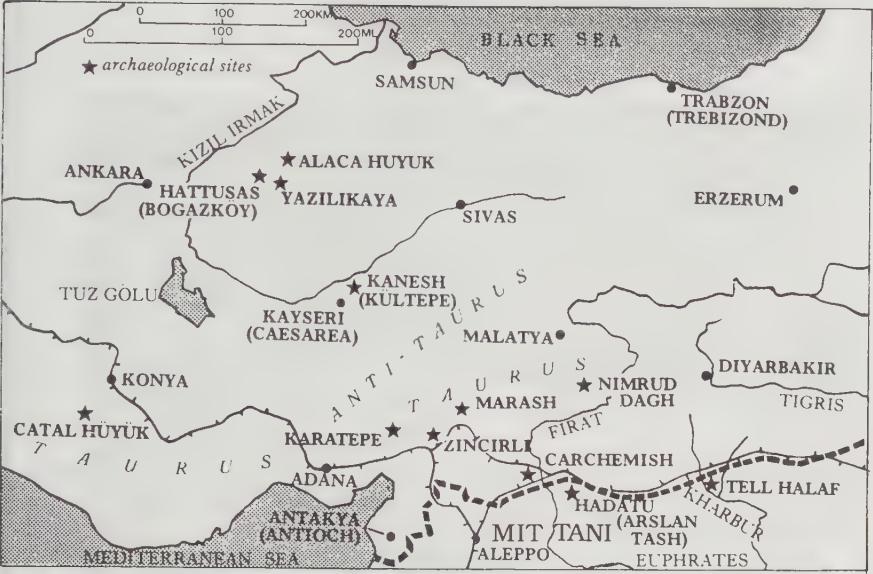 0 100 200KM
0 200ML
archaeological sites
BLACK SEA
SAMSUN
TRABZON
(TREBIZOND)
KIZIL IRMAK
ALACA HUYUK
ANKARA
HATTUSAS
(BOGAZKÖY)
YAZILIKAYA
SIVAS
ERZERUM
TUZ GÖLU
KANESH
(KÜLTEPE)
KAYSERI
(CAESAREA)
ANTI-TAURUS
MALATYA
KONYA
TAURUS
NIMRUD
DAGH
DIYARBAKIR
TIGRIS
MARASH
CATAL HÜYÜK
KARATEPE
ZINCIRLI
FIRAT
TAURUS
ADANA
CARCHEMISH
TELL HALAF
HADATU
(ARSLAN
TASH)
KHARBUR
ANTAKYA
(ANTIOCH)
MITTANI
ALEPPO
EUPHRATES
MEDITERRANEAN SEA